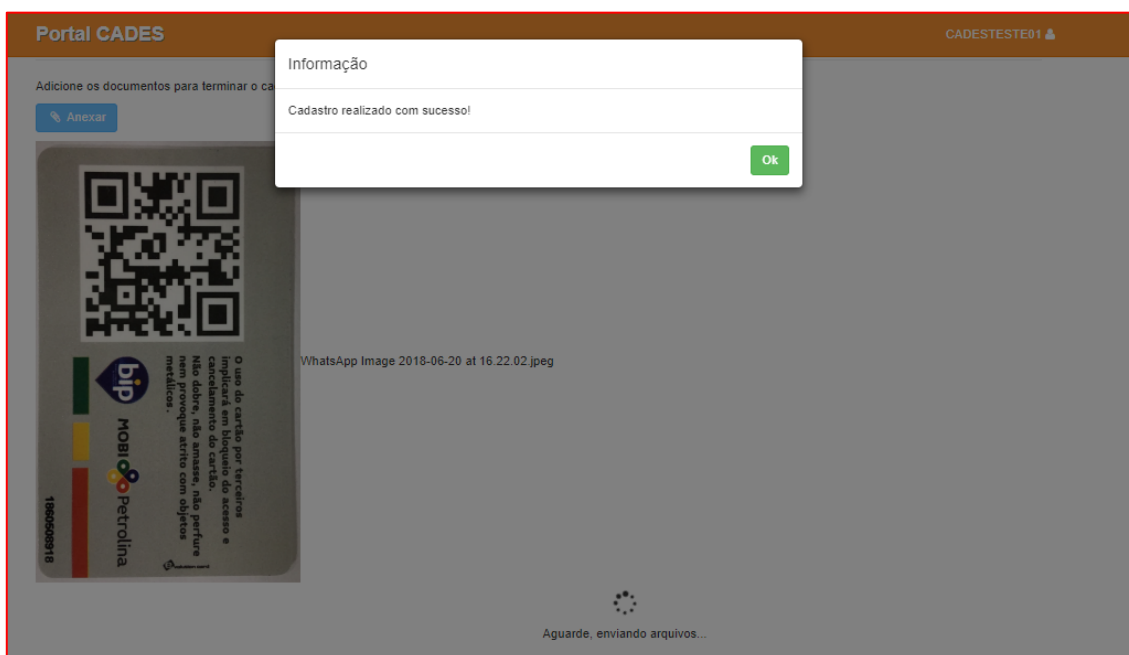 Portal CADES
CADESTESTE01
Informação
Adicione os documentos para terminar o ca
Cadastro realizado com sucesso!
Anexar
Ok
WhatsApp Image 2018-06-20 at 16.22.02.jpeg
O uso do cartão por terceiros
implicará em bloqueio do acesso e
cancelamento do cartão.
Não dobre, não amasse, não perfure
nem provoque atrito com objetos
metálicos.
bip
MOBI Petrolina
1860508918
Aguarde, enviando arquivos...